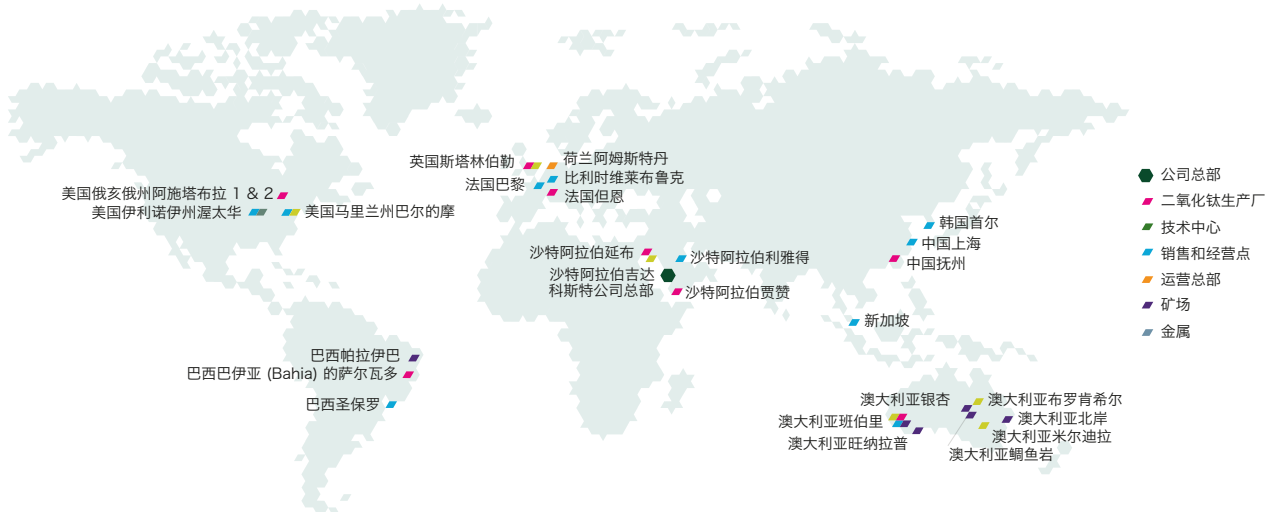 英国斯塔林伯勒
荷兰阿姆斯特丹
法国巴黎
比利时维莱布鲁克
法国但恩
美国俄亥俄州阿施塔布拉 1 & 2
美国伊利诺伊州渥太华
美国马里兰州巴尔的摩
沙特阿拉伯延布
沙特阿拉伯利雅得
沙特阿拉伯吉达
科斯特公司总部
沙特阿拉伯贾赞
韩国首尔
中国上海
中国抚州
新加坡
巴西帕拉伊巴
巴西巴伊亚 (Bahia) 的萨尔瓦多
巴西圣保罗
澳大利亚银杏
澳大利亚布罗肯希尔
澳大利亚班伯里
澳大利亚北岸
澳大利亚旺纳拉普
澳大利亚米尔迪拉
澳大利亚鲷鱼岩
公司总部
二氧化钛生产厂
技术中心
销售和经营点
运营总部
矿场
金属